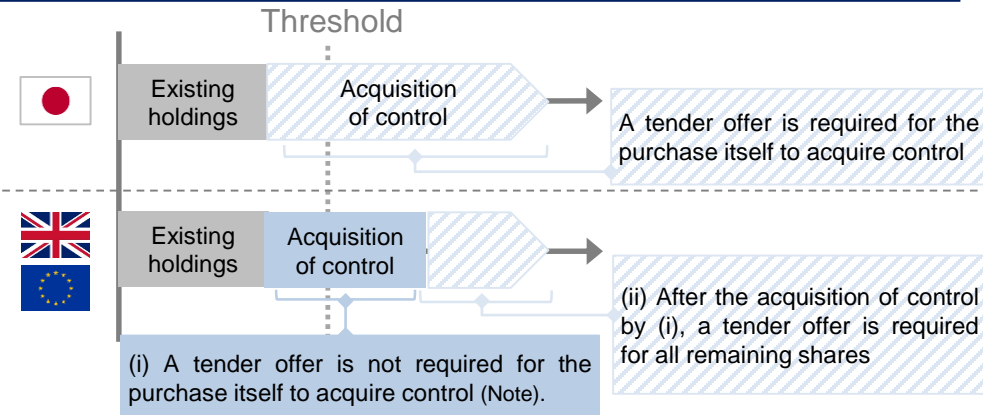 Threshold
Existing
holdings
Acquisition
of control
A tender offer is required for the
purchase itself to acquire control
Existing
holdings
Acquisition
of control
(ii) After the acquisition of control
by (i), a tender offer is required
for all remaining shares
(i) A tender offer is not required for the
purchase itself to acquire control (Note).